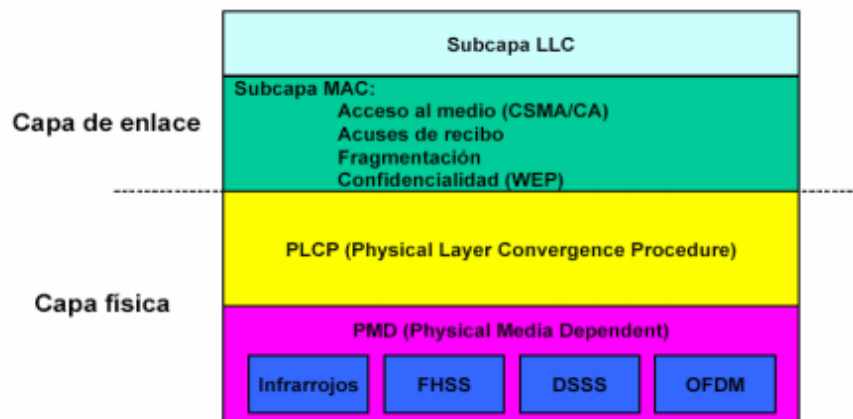 Subcapa LLC
Capa de enlace
Subcapa MAC:
Acceso al medio (CSMA/CA)
Acuses de recibo
Fragmentación
Confidencialidad (WEP)
PLCP (Physical Layer Convergence Procedure)
Capa física
PMD (Physical Media Dependent)
Infrarrojos
FHSS
DSSS
OFDM